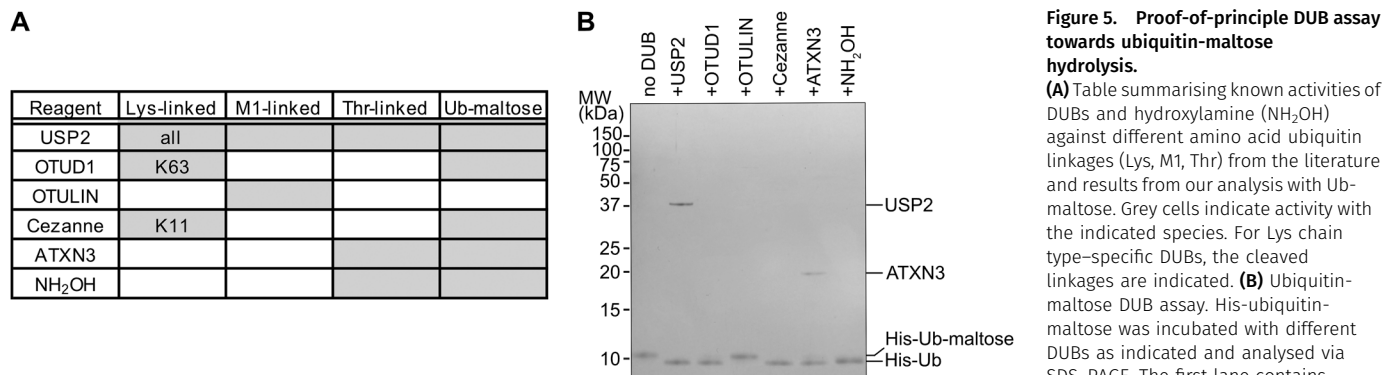 A
Reagent Lys-linked M1-linked Thr-linked Ub-maltose
USP2 all
OTUD1 K63
OTULIN
Cezanne K11
ATXN3
NH₂OH
B
no DUB
+USP2
+OTUD1
+OTULIN
+Cezanne
+ATXN3
+NH₂OH
MW
(kDa)
150
100
75
50
37
25
20
15
10
USP2
ATXN3
His-Ub-maltose
His-Ub
Figure 5. Proof-of-principle DUB assay
towards ubiquitin-maltose
hydrolysis.
(A) Table summarising known activities of
DUBs and hydroxylamine (NH₂OH)
against different amino acid ubiquitin
linkages (Lys, M1, Thr) from the literature
and results from our analysis with Ub-
maltose. Grey cells indicate activity with
the indicated species. For Lys chain
type–specific DUBs, the cleaved
linkages are indicated. (B) Ubiquitin-
maltose DUB assay. His-ubiquitin-
maltose was incubated with different
DUBs as indicated and analysed via
SDS–PAGE. The first lane contains